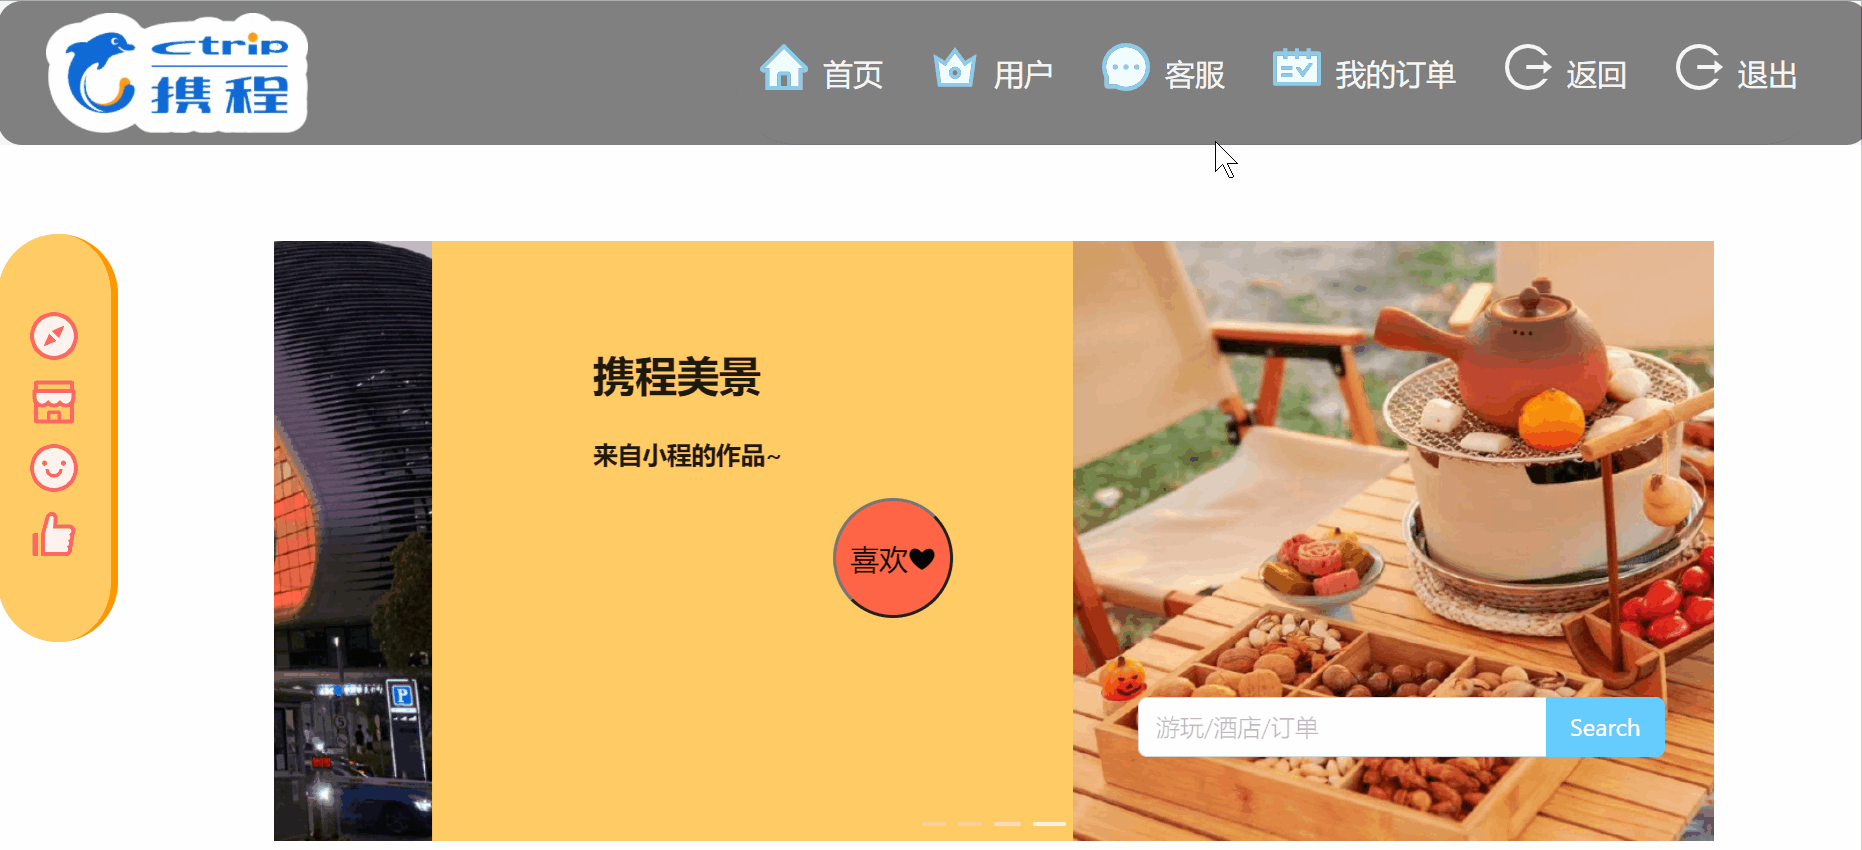 Ctrip
携程
首页
用户
客服
我的订单
返回
退出
携程美景
来自小程的作品~
喜欢♥
P
游玩/酒店/订单
Search